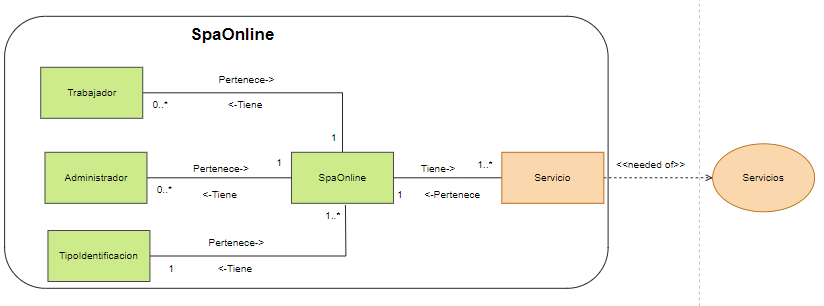 SpaOnline
Pertenece->
Trabajador
0..*
<-Tiene
1
Pertenece->
1
Tiene->
1..*
<<needed of>>
Administrador
SpaOnline
Servicio
Servicios
0..*
<-Tiene
1
<-Pertenece
1..*
Pertenece->
TipoIdentificacion
1
<-Tiene